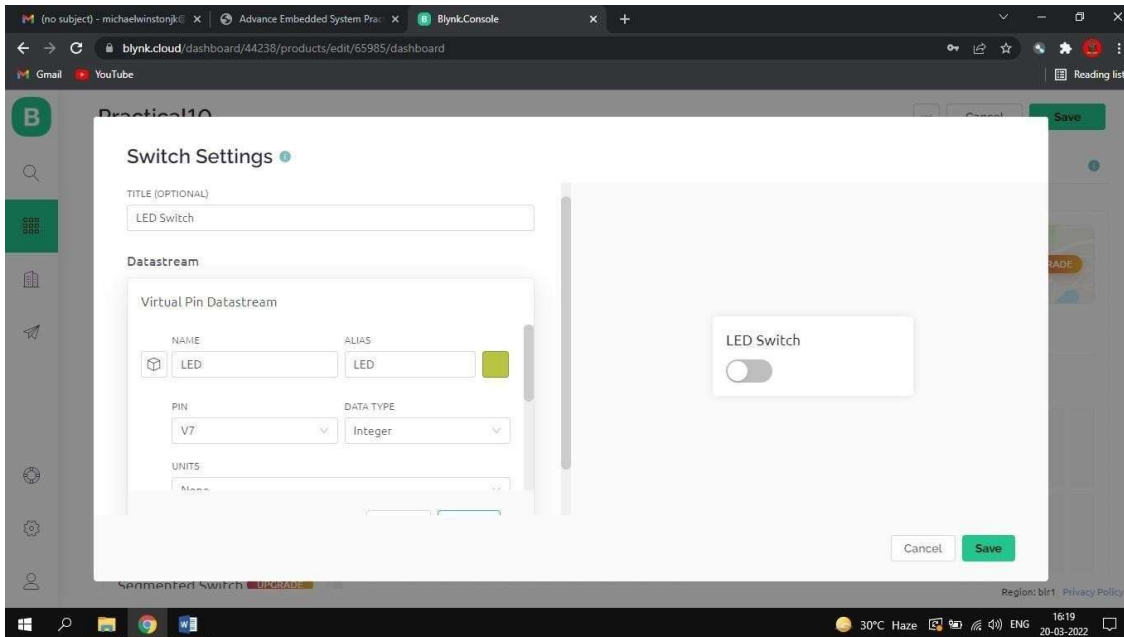 (no subject) - michaelwinstonjk@
Advance Embedded System Prac
Blynk.Console
blynk.cloud/dashboard/44238/products/edit/65985/dashboard
Gmail
YouTube
Reading list
B
Practical10
Cancel
Save
Switch Settings
TITLE (OPTIONAL)
LED Switch
Datastream
RADE
Virtual Pin Datastream
NAME
ALIAS
LED
LED
LED Switch
PIN
DATA TYPE
V7
Integer
UNITS
None
Cancel
Save
Segmented Switch
UPGRADE
Region: blr1 Privacy Policy
30°C Haze
ENG
16:19
20-03-2022